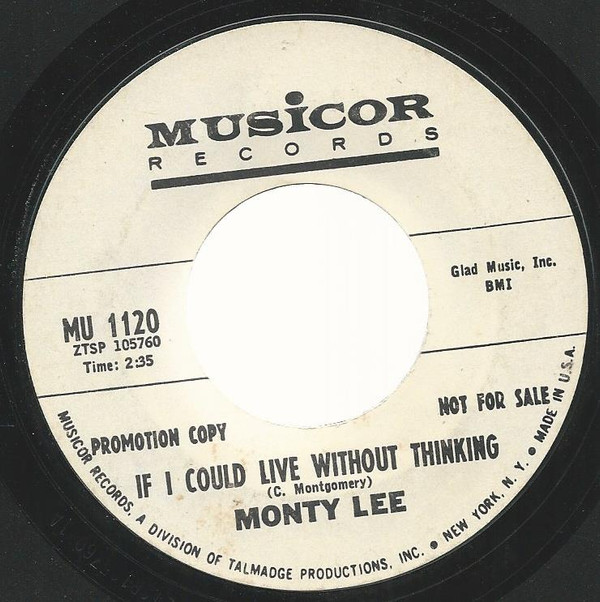 MUSICOR
RECORDS
Glad Music, Inc.
BMI
MU 1120
ZTSP 105760
Time: 2:35
NOT FOR SALE
PROMOTION COPY
IF I COULD LIVE WITHOUT THINKING
(C. Montgomery)
MONTY LEE
MUSICOR RECORDS, A DIVISION OF TALMADGE PRODUCTIONS, INC. • NEW YORK, N. Y. • MADE IN U.S.A.